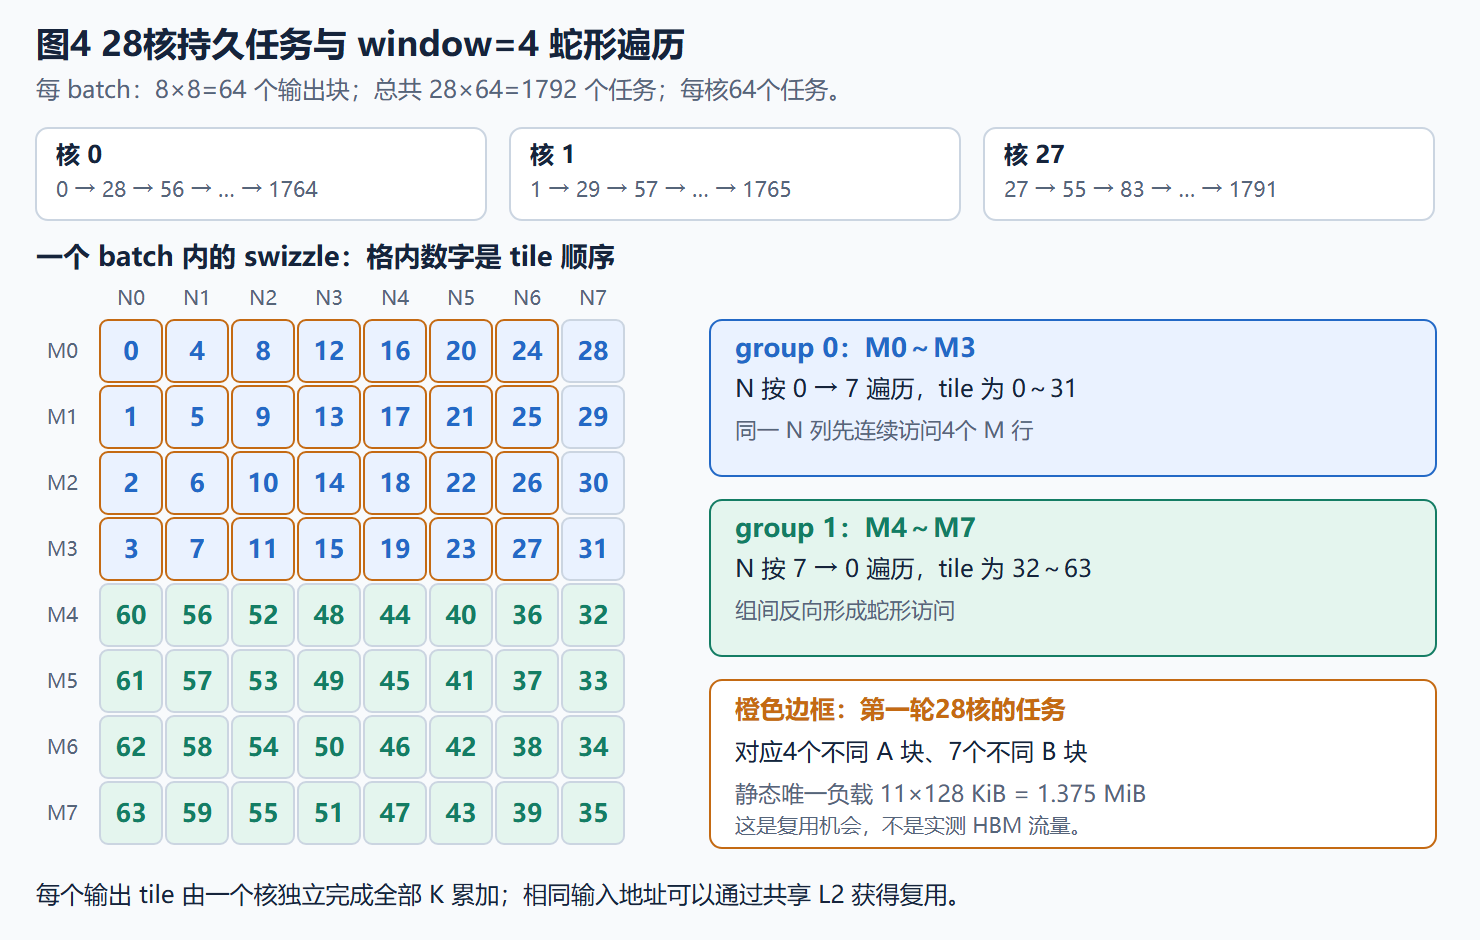 图4 28核持久任务与 window=4 蛇形遍历
每 batch：8×8=64 个输出块；总共 28×64=1792 个任务；每核64个任务。
核 0
0 → 28 → 56 → ... → 1764
核 1
1 → 29 → 57 → ... → 1765
核 27
27 → 55 → 83 → ... → 1791
一个 batch 内的 swizzle：格内数字是 tile 顺序
N0 N1 N2 N3 N4 N5 N6 N7
M0 0 4 8 12 16 20 24 28
M1 1 5 9 13 17 21 25 29
M2 2 6 10 14 18 22 26 30
M3 3 7 11 15 19 23 27 31
M4 60 56 52 48 44 40 36 32
M5 61 57 53 49 45 41 37 33
M6 62 58 54 50 46 42 38 34
M7 63 59 55 51 47 43 39 35
group 0：M0～M3
N 按 0 → 7 遍历，tile 为 0～31
同一 N 列先连续访问4个 M 行
group 1：M4～M7
N 按 7 → 0 遍历，tile 为 32～63
组间反向形成蛇形访问
橙色边框：第一轮28核的任务
对应4个不同 A 块、7个不同 B 块
静态唯一负载 11×128 KiB = 1.375 MiB
这是复用机会，不是实测 HBM 流量。
每个输出 tile 由一个核独立完成全部 K 累加；相同输入地址可以通过共享 L2 获得复用。